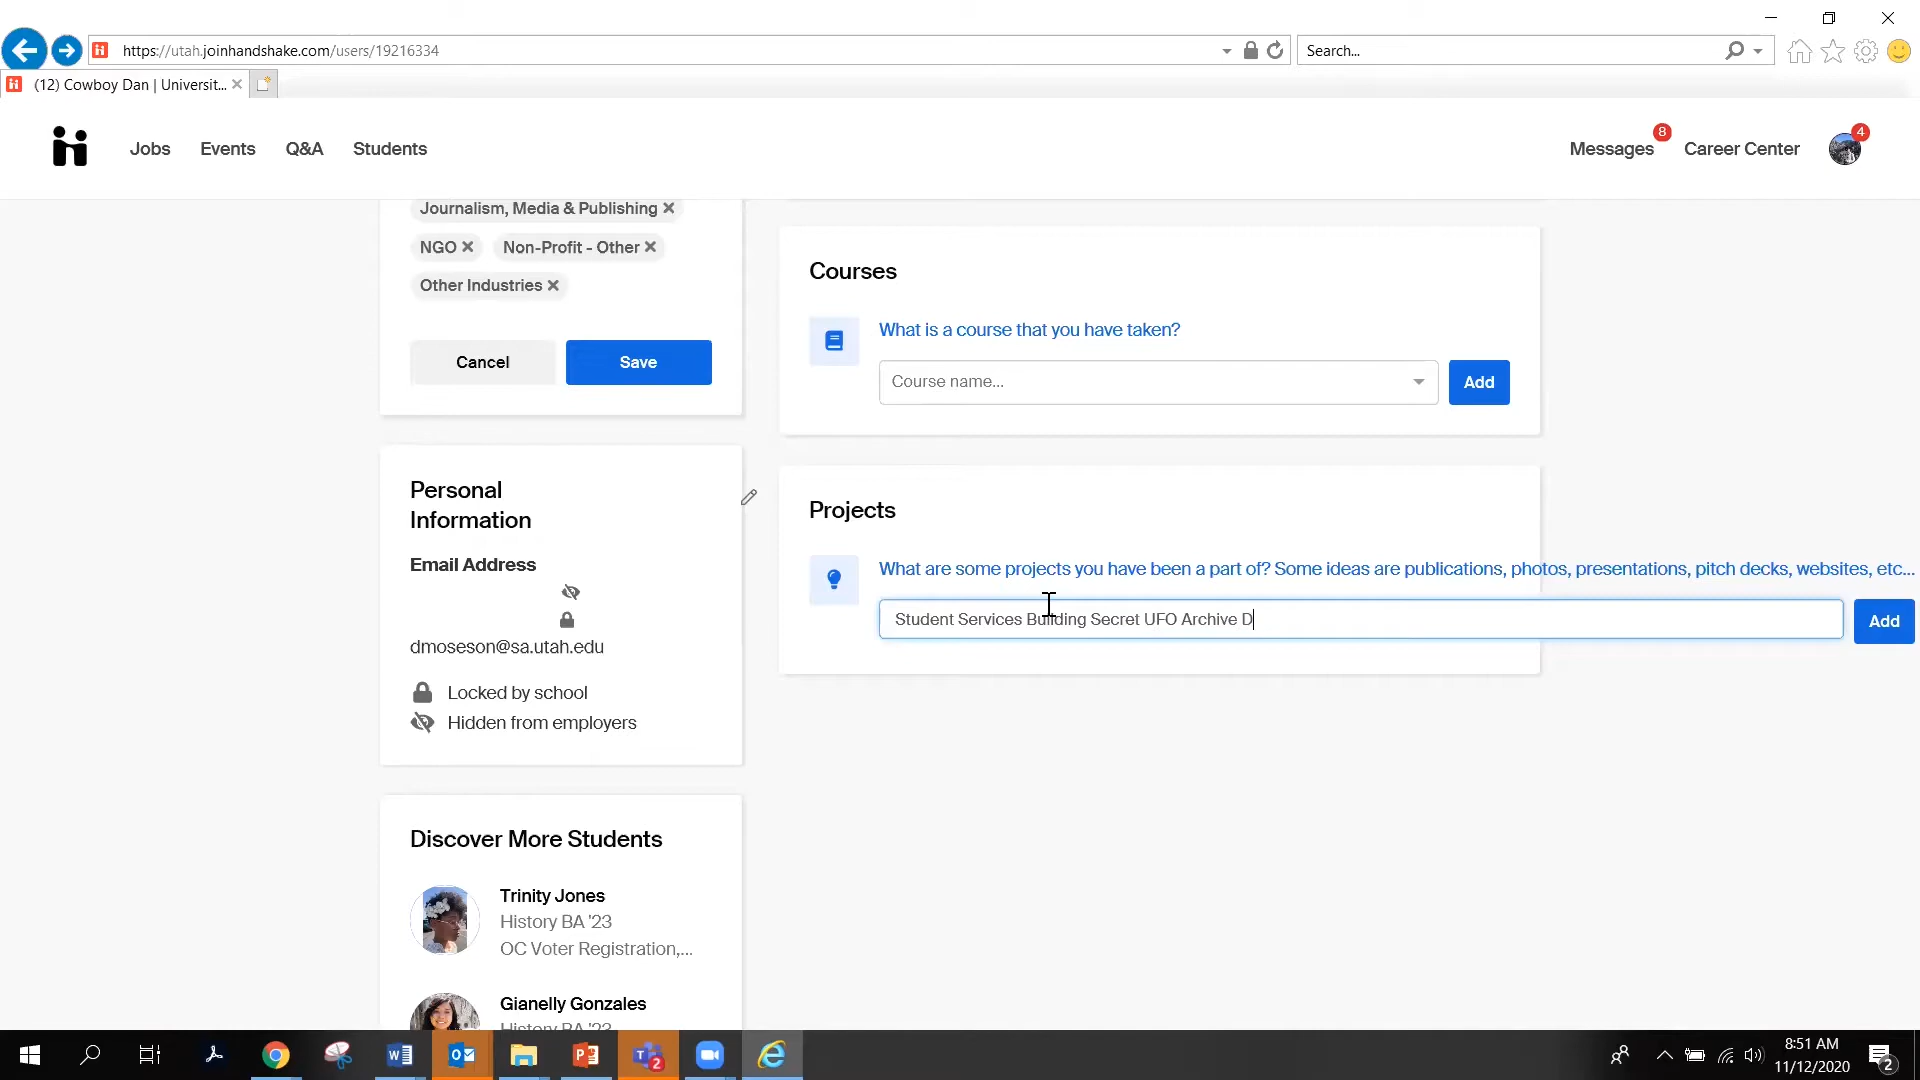 https://utah.joinhandshake.com/users/19216334
Search...
(12) Cowboy Dan | Universit...
Jobs
Events
Q&A
Students
Messages
8
Career Center
4
Journalism, Media & Publishing
NGO
Non-Profit - Other
Other Industries
Cancel
Save
Courses
What is a course that you have taken?
Course name...
Add
Personal
Information
Email Address
dmoseson@sa.utah.edu
Locked by school
Hidden from employers
Projects
What are some projects you have been a part of? Some ideas are publications, photos, presentations, pitch decks, websites, etc...
Student Services Building Secret UFO Archive D
Add
Discover More Students
Trinity Jones
History BA '23
OC Voter Registration,...
Gianelly Gonzales
History BA '23
2
8:51 AM
11/12/2020
2